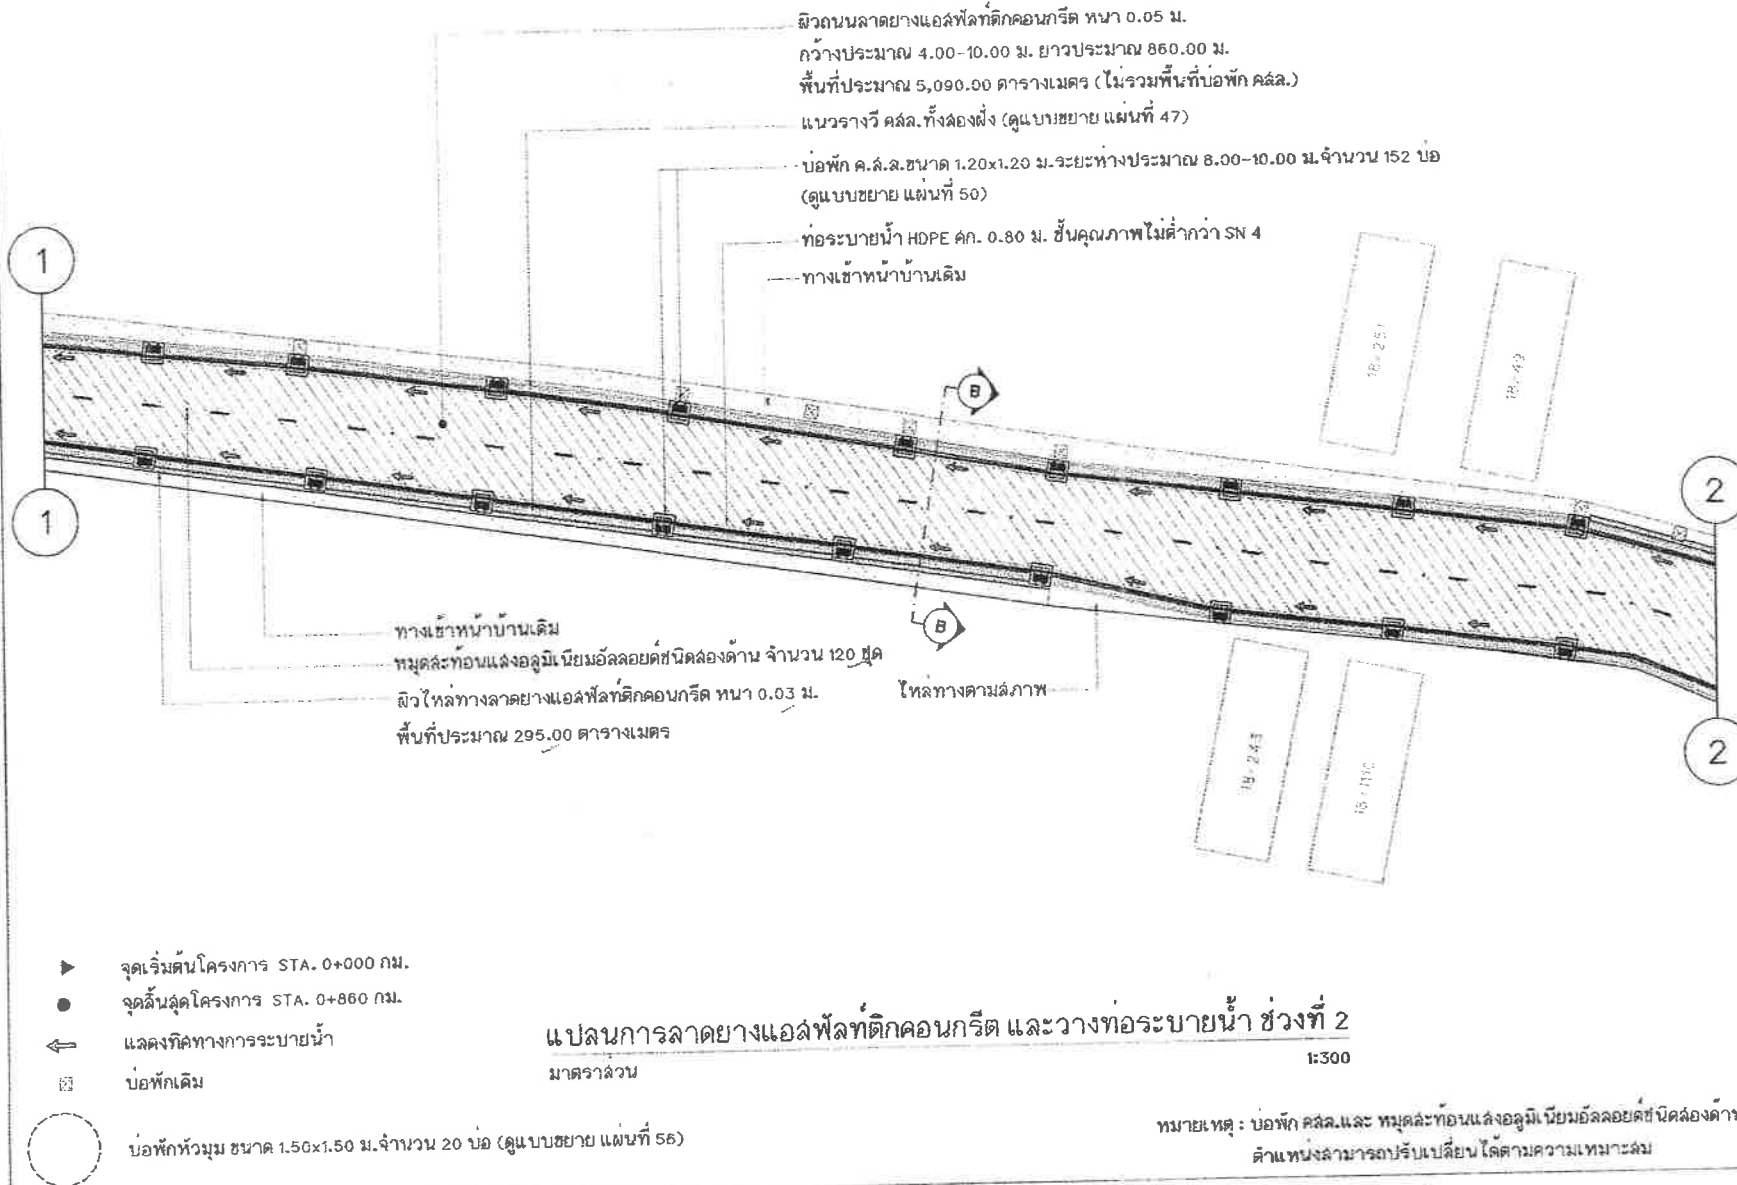 ผิวถนนลาดยางแอสฟัลท์ติกคอนกรีต หนา 0.05 ม.
กว้างประมาณ 4.00-10.00 ม. ยาวประมาณ 860.00 ม.
พื้นที่ประมาณ 5,090.00 ตารางเมตร (ไม่รวมพื้นที่บ่อพัก คสล.)
แนวรางวี คสล.ทั้งสองฝั่ง (ดูแบบขยาย แผ่นที่ 47)
บ่อพัก ค.ส.ล.ขนาด 1.20x1.20 ม.ระยะห่างประมาณ 8.00-10.00 ม.จำนวน 152 บ่อ
(ดูแบบขยาย แผ่นที่ 50)
ท่อระบายน้ำ HDPE ศก. 0.80 ม. ชั้นคุณภาพไม่ต่ำกว่า SN 4
ทางเข้าหน้าบ้านเดิม
1
1
B
B
2
2
18/251
18/49
18/243
ทางเข้าหน้าบ้านเดิม
หมุดสะท้อนแสงอลูมิเนียมอัลลอยด์ชนิดสองด้าน จำนวน 120 ชุด
ผิวไหล่ทางลาดยางแอสฟัลท์ติกคอนกรีต หนา 0.03 ม.
พื้นที่ประมาณ 295.00 ตารางเมตร
ไหล่ทางตามสภาพ
จุดเริ่มต้นโครงการ STA. 0+000 กม.
จุดสิ้นสุดโครงการ STA. 0+860 กม.
แสดงทิศทางการระบายน้ำ
บ่อพักเดิม
บ่อพักหัวมุม ขนาด 1.50x1.50 ม.จำนวน 20 บ่อ (ดูแบบขยาย แผ่นที่ 56)
แปลนการลาดยางแอสฟัลท์ติกคอนกรีต และวางท่อระบายน้ำ ช่วงที่ 2
มาตราส่วน 1:300
หมายเหตุ : บ่อพัก คสล.และ หมุดสะท้อนแสงอลูมิเนียมอัลลอยด์ชนิดสองด้าน
ตำแหน่งสามารถปรับเปลี่ยนได้ตามความเหมาะสม